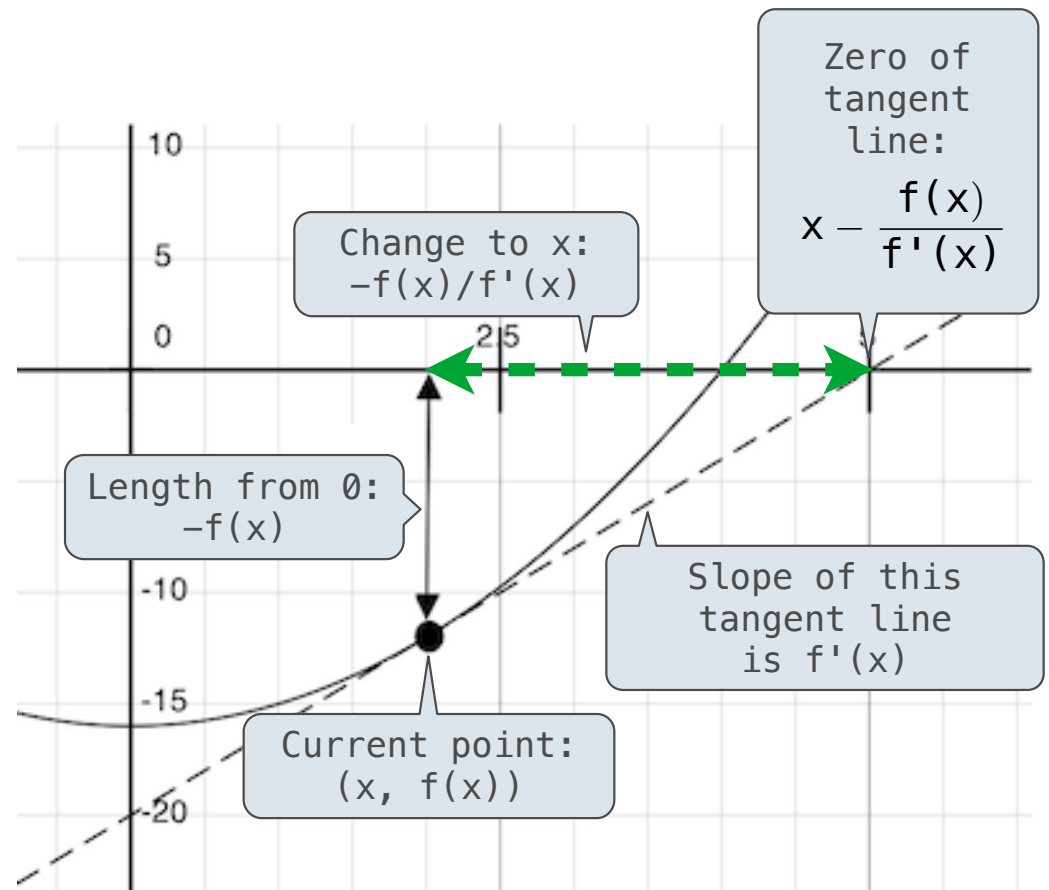 Zero of
tangent
line:
x − f(x)/f'(x)
10
Change to x:
−f(x)/f'(x)
5
0
2.5
Length from 0:
−f(x)
-10
Slope of this
tangent line
is f'(x)
-15
Current point:
(x, f(x))
-20